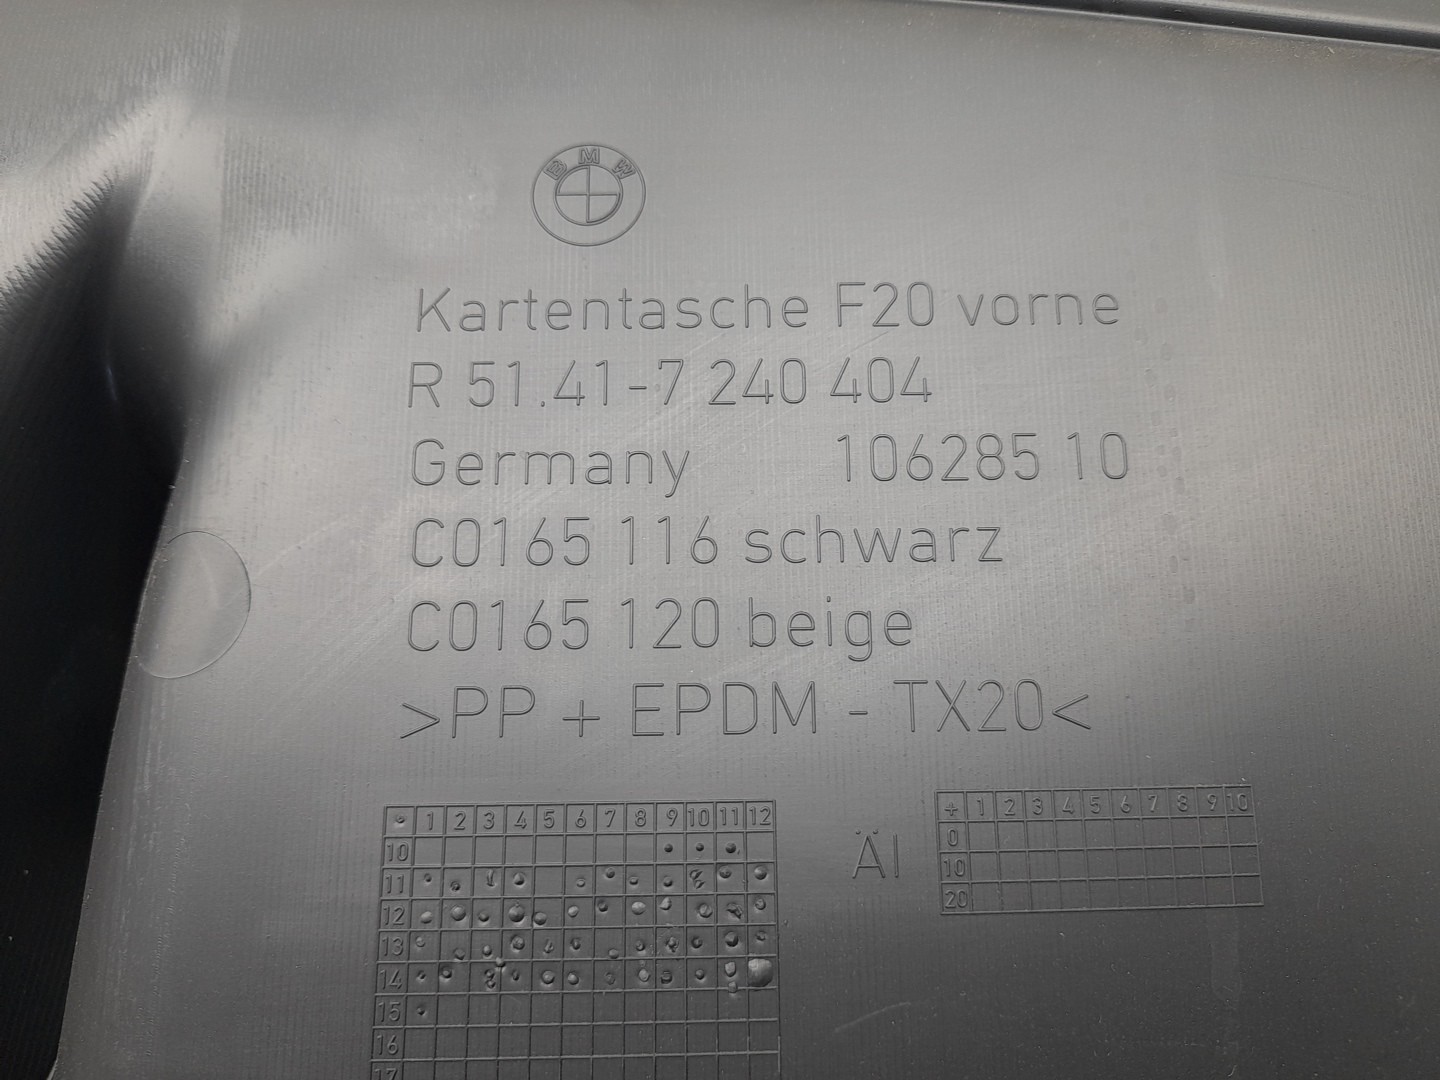 BMW
Kartentasche F20 vorne
R 51.41-7 240 404
Germany 106285 10
C0165 116 schwarz
C0165 120 beige
>PP + EPDM - TX20<
1 2 3 4 5 6 7 8 9 10 11 12
10
11
12
13
14
15
16
17
ÄI
+ 1 2 3 4 5 6 7 8 9 10
0
10
20